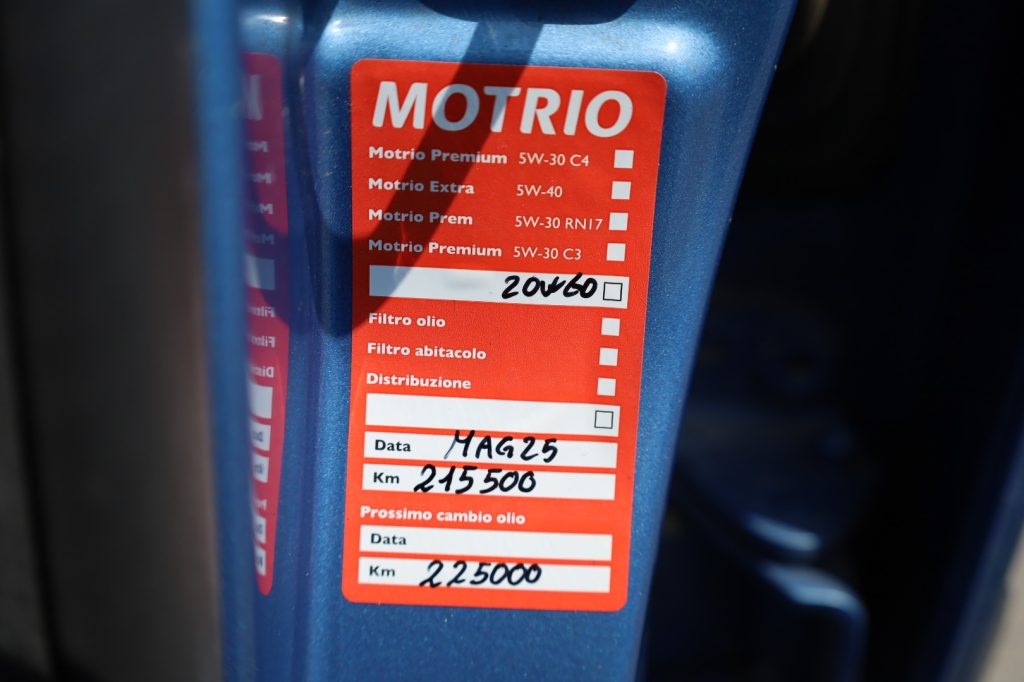 MOTRIO
Motrio Premium 5W-30 C4
Motrio Extra 5W-40
Motrio Prem 5W-30 RN17
Motrio Premium 5W-30 C3
20W60
Filtro olio
Filtro abitacolo
Distribuzione
Data MAG25
Km 215500
Prossimo cambio olio
Data
Km 225000